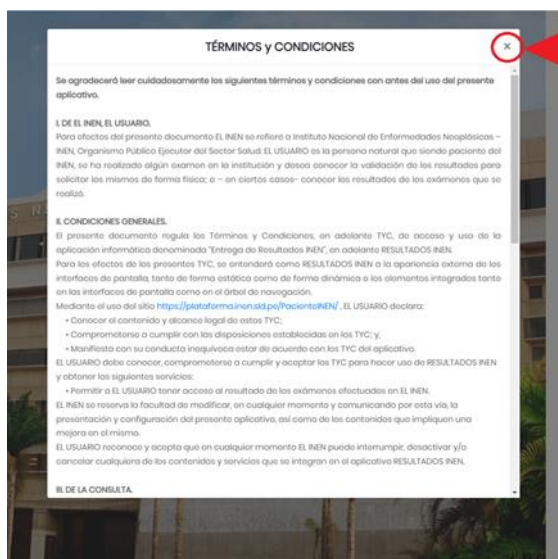 TÉRMINOS y CONDICIONES
×
Se agradecerá leer cuidadosamente los siguientes términos y condiciones con antes del uso del presente
aplicativo.
I. DE EL INEN, EL USUARIO.
Para efectos del presente documento EL INEN se refiere a Instituto Nacional de Enfermedades Neoplásicas –
INEN, Organismo Público Ejecutor del Sector Salud. EL USUARIO es la persona natural que siendo paciente del
INEN, se ha realizado algún examen en la institución y desea conocer la validación de los resultados para
solicitar los mismos de forma física; o – en ciertos casos- conocer los resultados de los exámenes que se
realizó.
II. CONDICIONES GENERALES.
El presente documento regula los Términos y Condiciones, en adelante TYC, de acceso y uso de la
aplicación informática denominada "Entrega de Resultados INEN", en adelante RESULTADOS INEN.
Para los efectos de los presentes TYC, se entenderá como RESULTADOS INEN a la apariencia externa de los
interfaces de pantalla, tanto de forma estática como de forma dinámica e los elementos integrados tanto
en las interfaces de pantalla como en el árbol de navegación.
Mediante el uso del sitio https://plataforma.inen.sld.pe/PacienteINEN/ , EL USUARIO declara:
• Conocer el contenido y alcance legal de estos TYC;
• Comprometerse a cumplir con las disposiciones establecidas en los TYC; y,
• Manifiesta con su conducta inequívoca estar de acuerdo con los TYC del aplicativo.
EL USUARIO debe conocer, comprometerse a cumplir y aceptar los TYC para hacer uso de RESULTADOS INEN
y obtener los siguientes servicios:
• Permitir a EL USUARIO tener acceso al resultado de los exámenes efectuados en EL INEN.
EL INEN se reserva la facultad de modificar, en cualquier momento y comunicando por esta vía, la
presentación y configuración del presente aplicativo, así como de los contenidos que impliquen una
mejora en el mismo.
EL USUARIO reconoce y acepta que en cualquier momento EL INEN puede interrumpir, desactivar y/o
cancelar cualquiera de los contenidos y servicios que se integran en el aplicativo RESULTADOS INEN.
III. DE LA CONSULTA.